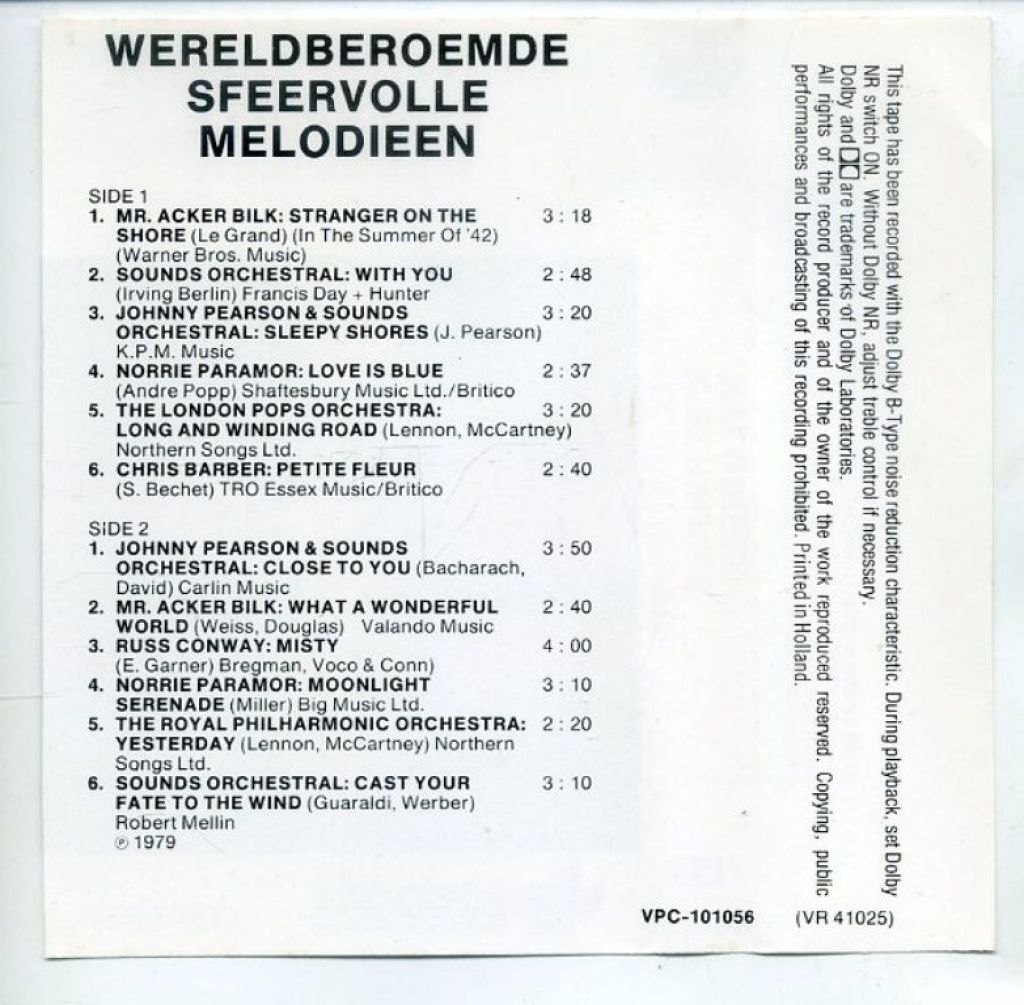 WERELDBEROEMDE
SFEERVOLLE
MELODIEEN
SIDE 1
1. MR. ACKER BILK: STRANGER ON THE 3:18
SHORE (Le Grand) (In The Summer Of '42)
(Warner Bros. Music)
2. SOUNDS ORCHESTRAL: WITH YOU 2:48
(Irving Berlin) Francis Day + Hunter
3. JOHNNY PEARSON & SOUNDS 3:20
ORCHESTRAL: SLEEPY SHORES (J. Pearson)
K.P.M. Music
4. NORRIE PARAMOR: LOVE IS BLUE 2:37
(Andre Popp) Shaftesbury Music Ltd./Britico
5. THE LONDON POPS ORCHESTRA: 3:20
LONG AND WINDING ROAD (Lennon, McCartney)
Northern Songs Ltd.
6. CHRIS BARBER: PETITE FLEUR 2:40
(S. Bechet) TRO Essex Music/Britico
SIDE 2
1. JOHNNY PEARSON & SOUNDS 3:50
ORCHESTRAL: CLOSE TO YOU (Bacharach,
David) Carlin Music
2. MR. ACKER BILK: WHAT A WONDERFUL 2:40
WORLD (Weiss, Douglas) Valando Music
3. RUSS CONWAY: MISTY 4:00
(E. Garner) Bregman, Voco & Conn)
4. NORRIE PARAMOR: MOONLIGHT 3:10
SERENADE (Miller) Big Music Ltd.
5. THE ROYAL PHILHARMONIC ORCHESTRA: 2:20
YESTERDAY (Lennon, McCartney) Northern
Songs Ltd.
6. SOUNDS ORCHESTRAL: CAST YOUR 3:10
FATE TO THE WIND (Guaraldi, Werber)
Robert Mellin
℗ 1979
This tape has been recorded with the Dolby B-Type noise reduction characteristic. During playback, set Dolby
NR switch ON. Without Dolby NR, adjust treble control if necessary.
Dolby and are trademarks of Dolby Laboratories.
All rights of the record producer and of the owner of the work reproduced reserved. Copying, public
performances and broadcasting of this recording prohibited. Printed in Holland.
VPC-101056 (VR 41025)